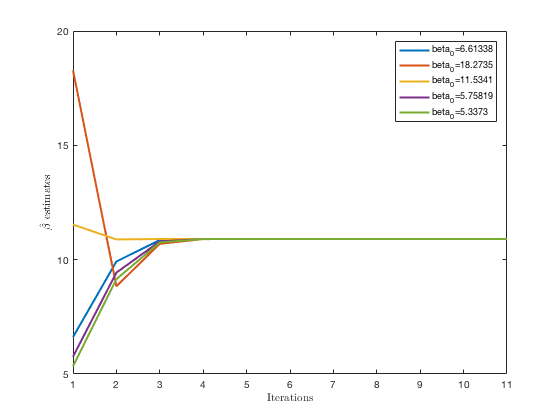 20
15
10
5
β̂ estimates
beta0=6.61338
beta0=18.2735
beta0=11.5341
beta0=5.75819
beta0=5.3373
1 2 3 4 5 6 7 8 9 10 11
Iterations